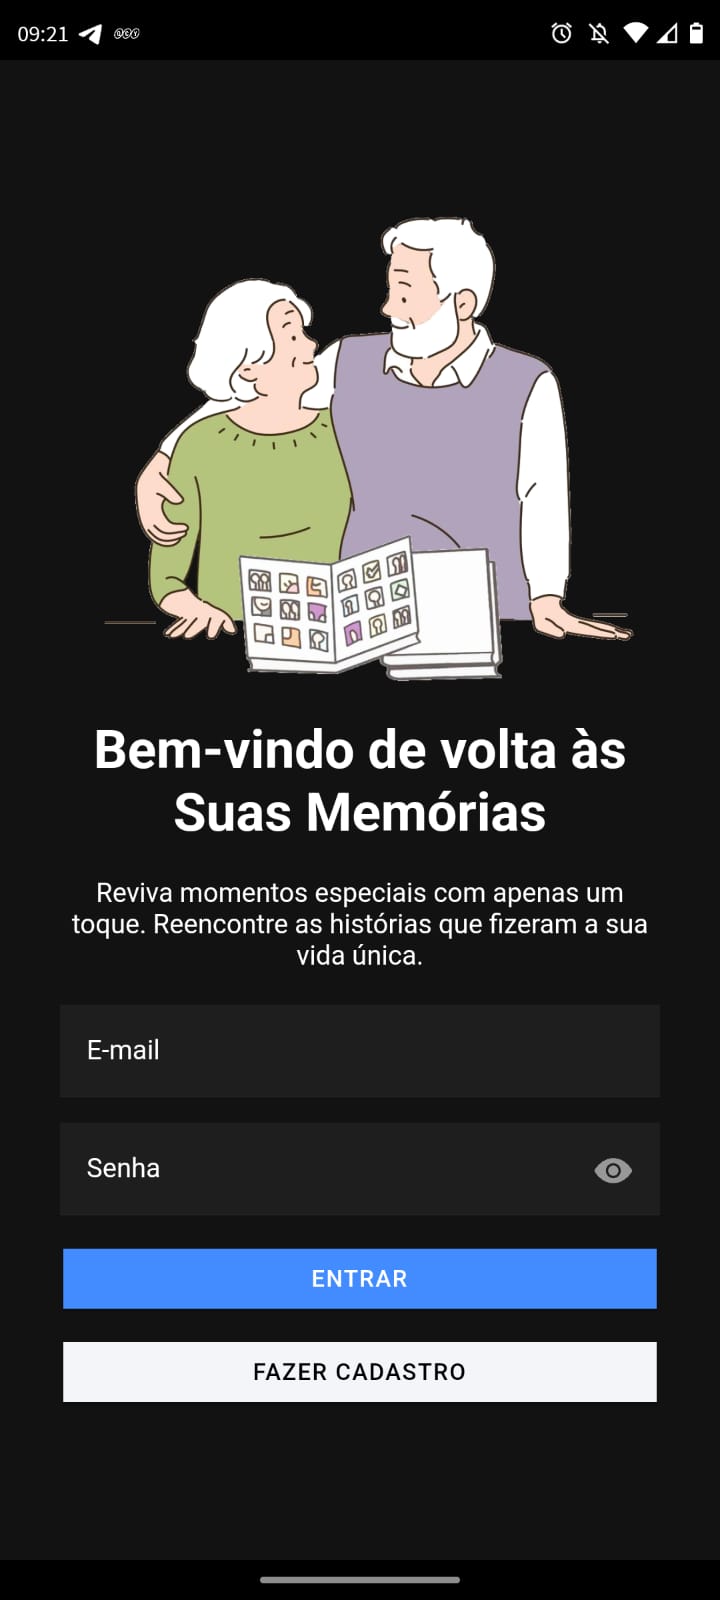 09:21
Bem-vindo de volta às
Suas Memórias
Reviva momentos especiais com apenas um
toque. Reencontre as histórias que fizeram a sua
vida única.
E-mail
Senha
ENTRAR
FAZER CADASTRO